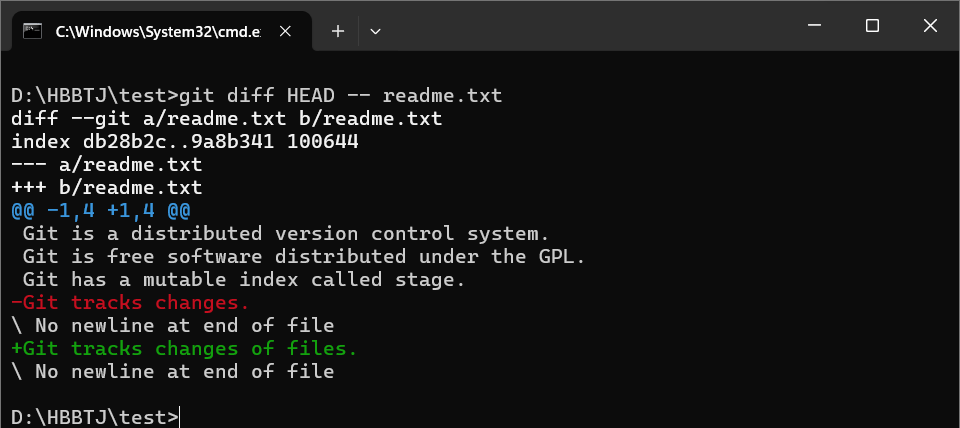 C:\Windows\System32\cmd.e
D:\HBBTJ\test>git diff HEAD -- readme.txt
diff --git a/readme.txt b/readme.txt
index db28b2c..9a8b341 100644
--- a/readme.txt
+++ b/readme.txt
@@ -1,4 +1,4 @@
 Git is a distributed version control system.
 Git is free software distributed under the GPL.
 Git has a mutable index called stage.
-Git tracks changes.
\ No newline at end of file
+Git tracks changes of files.
\ No newline at end of file
D:\HBBTJ\test>